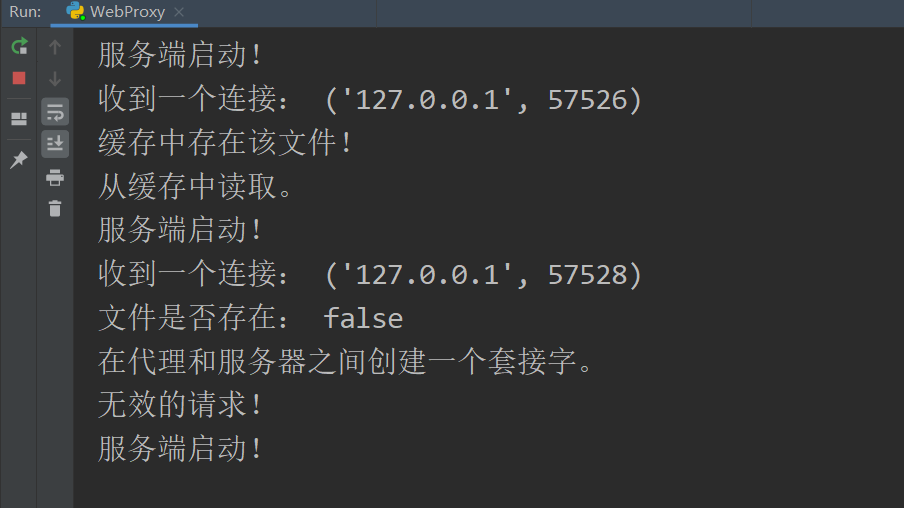 Run: WebProxy
服务端启动!
收到一个连接: ('127.0.0.1', 57526)
缓存中存在该文件!
从缓存中读取。
服务端启动!
收到一个连接: ('127.0.0.1', 57528)
文件是否存在: false
在代理和服务器之间创建一个套接字。
无效的请求!
服务端启动!